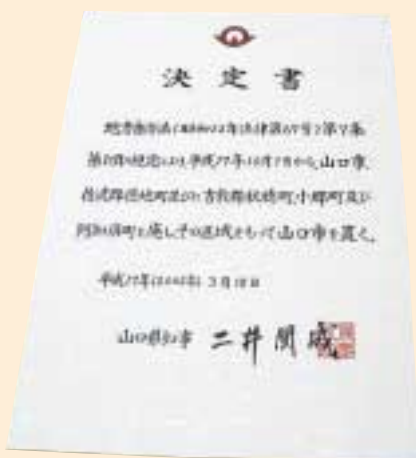 決定書
地方自治法(昭和22年法律第67号)第7条
第1項の規定により、平成17年10月1日から、山口市、
佐波郡徳地町並びに吉敷郡秋穂町、小郡町及び
阿知須町を廃し、その区域をもって山口市を置く。
平成17年(2005年)3月18日
山口県知事 二井関成